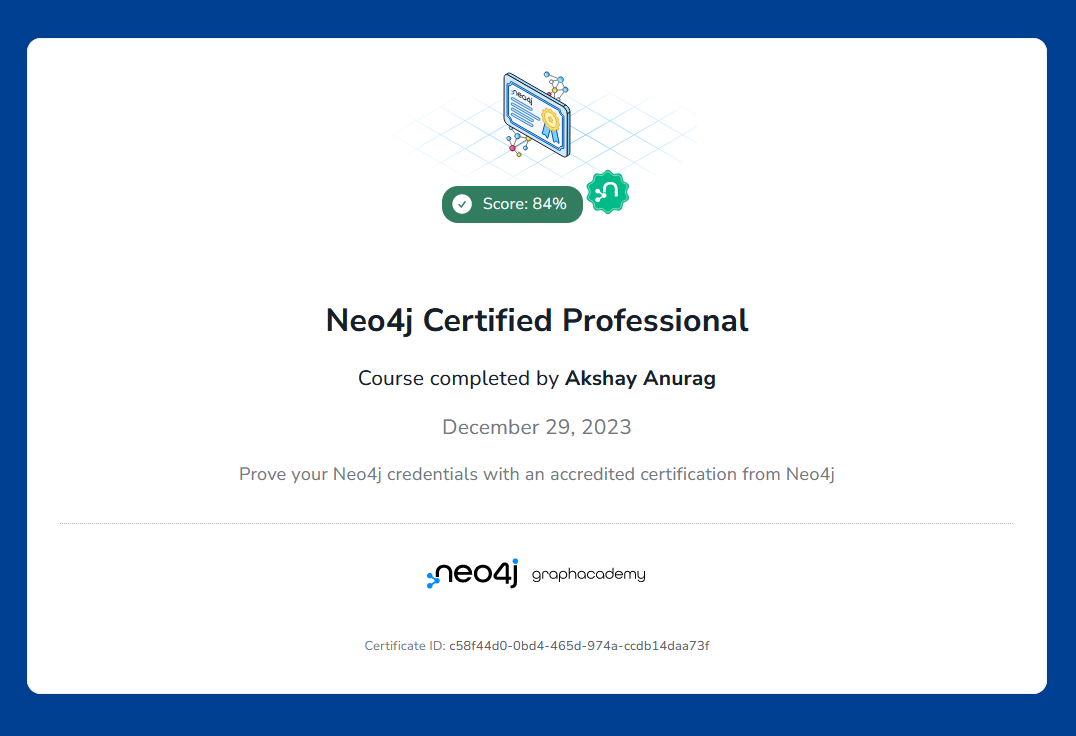 neo4j
Score: 84%
Neo4j Certified Professional
Course completed by Akshay Anurag
December 29, 2023
Prove your Neo4j credentials with an accredited certification from Neo4j
neo4j graphacademy
Certificate ID: c58f44d0-0bd4-465d-974a-ccdb14daa73f